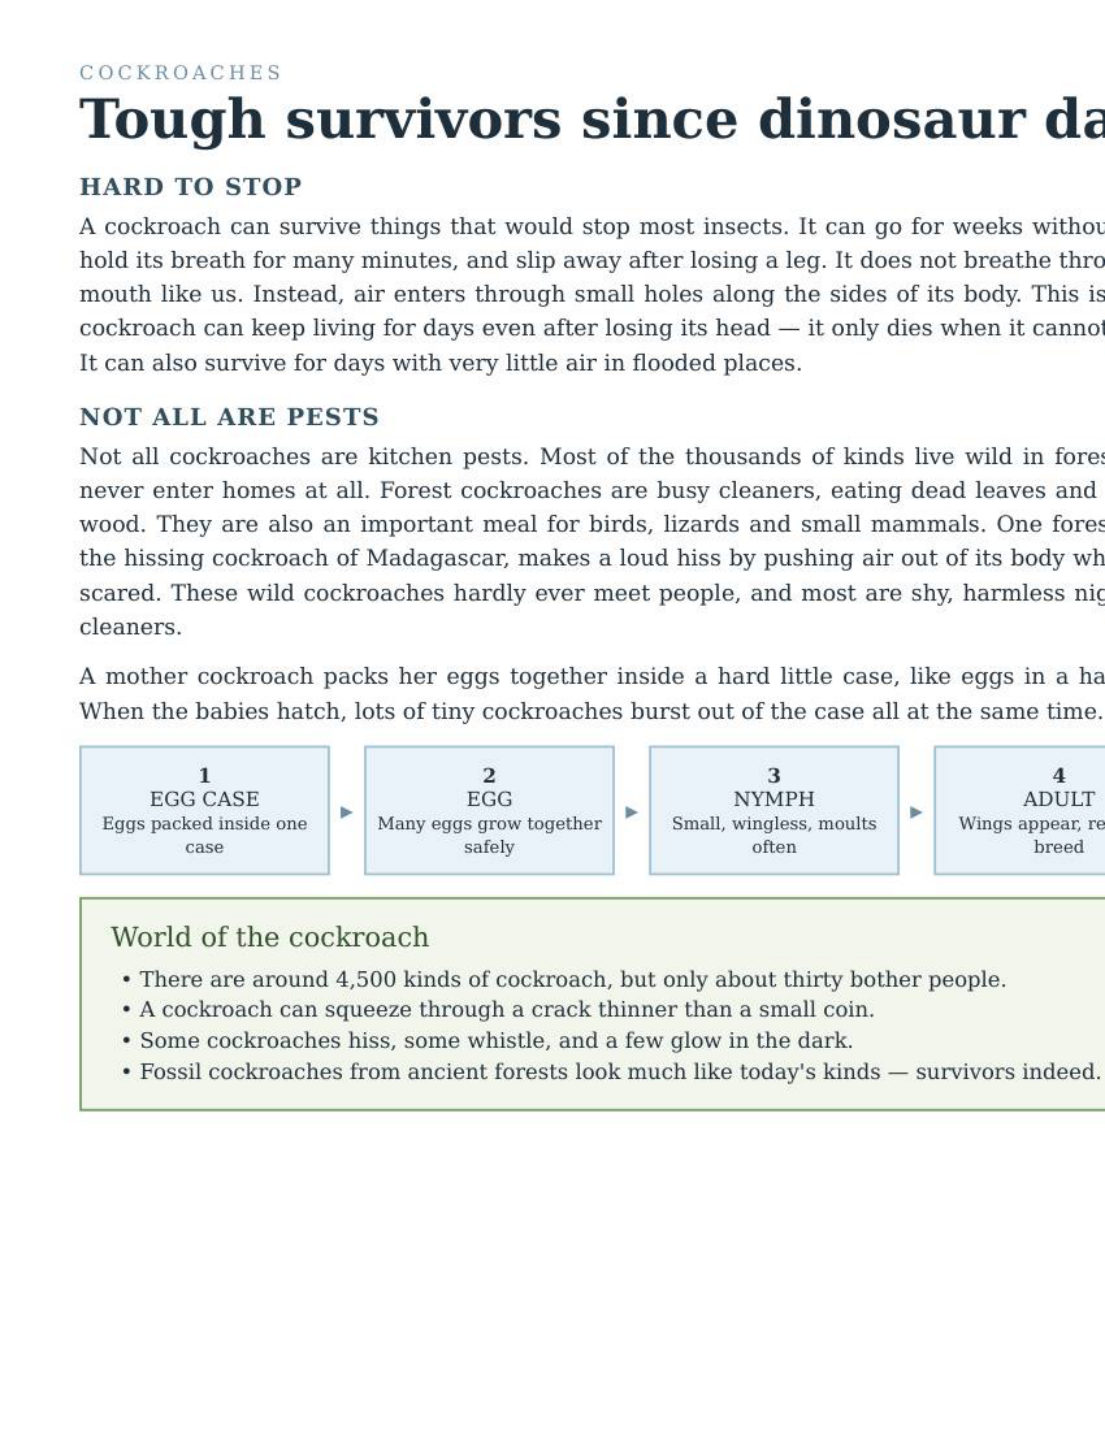 COCKROACHES
Tough survivors since dinosaur
HARD TO STOP
A cockroach can survive things that would stop most insects. It can go for weeks
hold its breath for many minutes, and slip away after losing a leg. It does not breathe
mouth like us. Instead, air enters through small holes along the sides of its body. This is
cockroach can keep living for days even after losing its head — it only dies when it cannot
It can also survive for days with very little air in flooded places.
NOT ALL ARE PESTS
Not all cockroaches are kitchen pests. Most of the thousands of kinds live wild in
never enter homes at all. Forest cockroaches are busy cleaners, eating dead leaves and
wood. They are also an important meal for birds, lizards and small mammals. One
the hissing cockroach of Madagascar, makes a loud hiss by pushing air out of its body
scared. These wild cockroaches hardly ever meet people, and most are shy, harmless
cleaners.
A mother cockroach packs her eggs together inside a hard little case, like eggs in a
When the babies hatch, lots of tiny cockroaches burst out of the case all at the same time.
1
EGG CASE
Eggs packed inside one
case
2
EGG
Many eggs grow together
safely
3
NYMPH
Small, wingless, moults
often
4
ADULT
Wings appear,
breed
World of the cockroach
• There are around 4,500 kinds of cockroach, but only about thirty bother people.
• A cockroach can squeeze through a crack thinner than a small coin.
• Some cockroaches hiss, some whistle, and a few glow in the dark.
• Fossil cockroaches from ancient forests look much like today's kinds — survivors indeed.